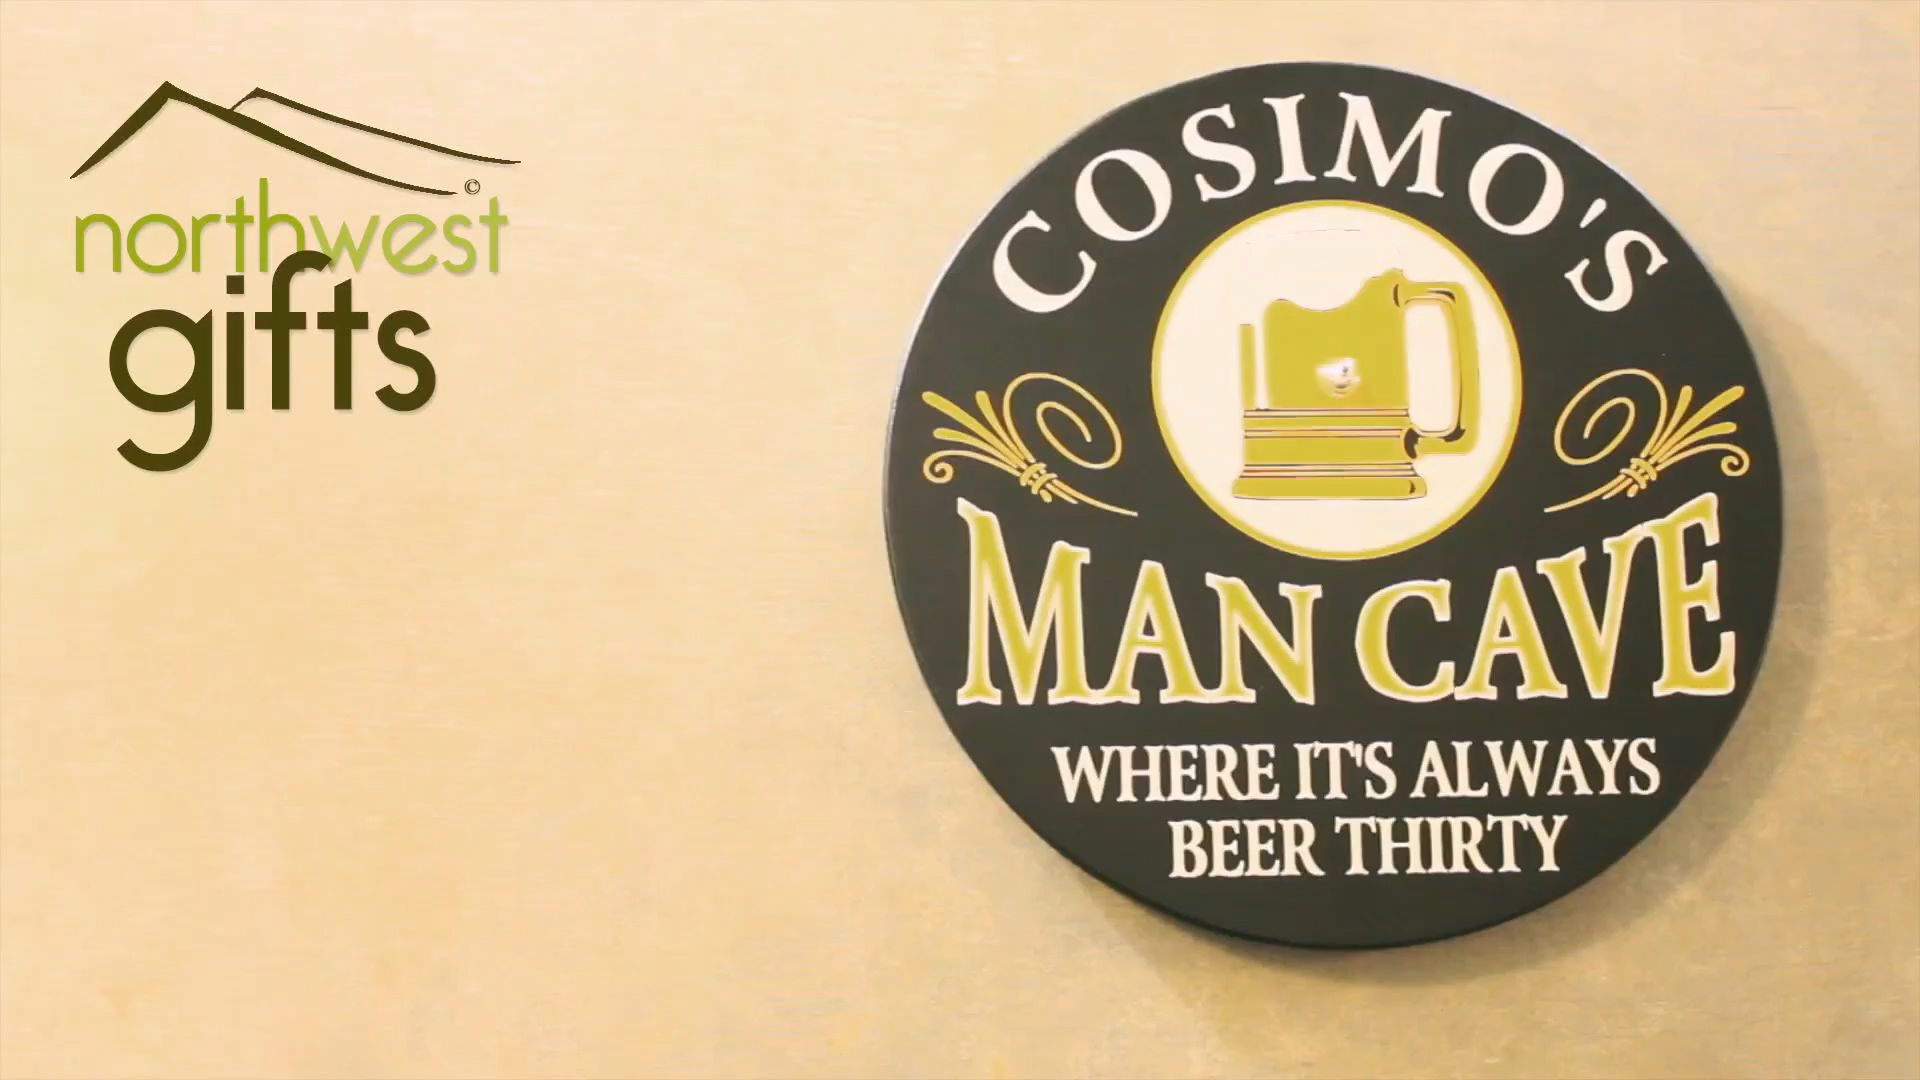 ©
northwest
gifts
COSIMO'S
MAN CAVE
WHERE IT'S ALWAYS
BEER THIRTY